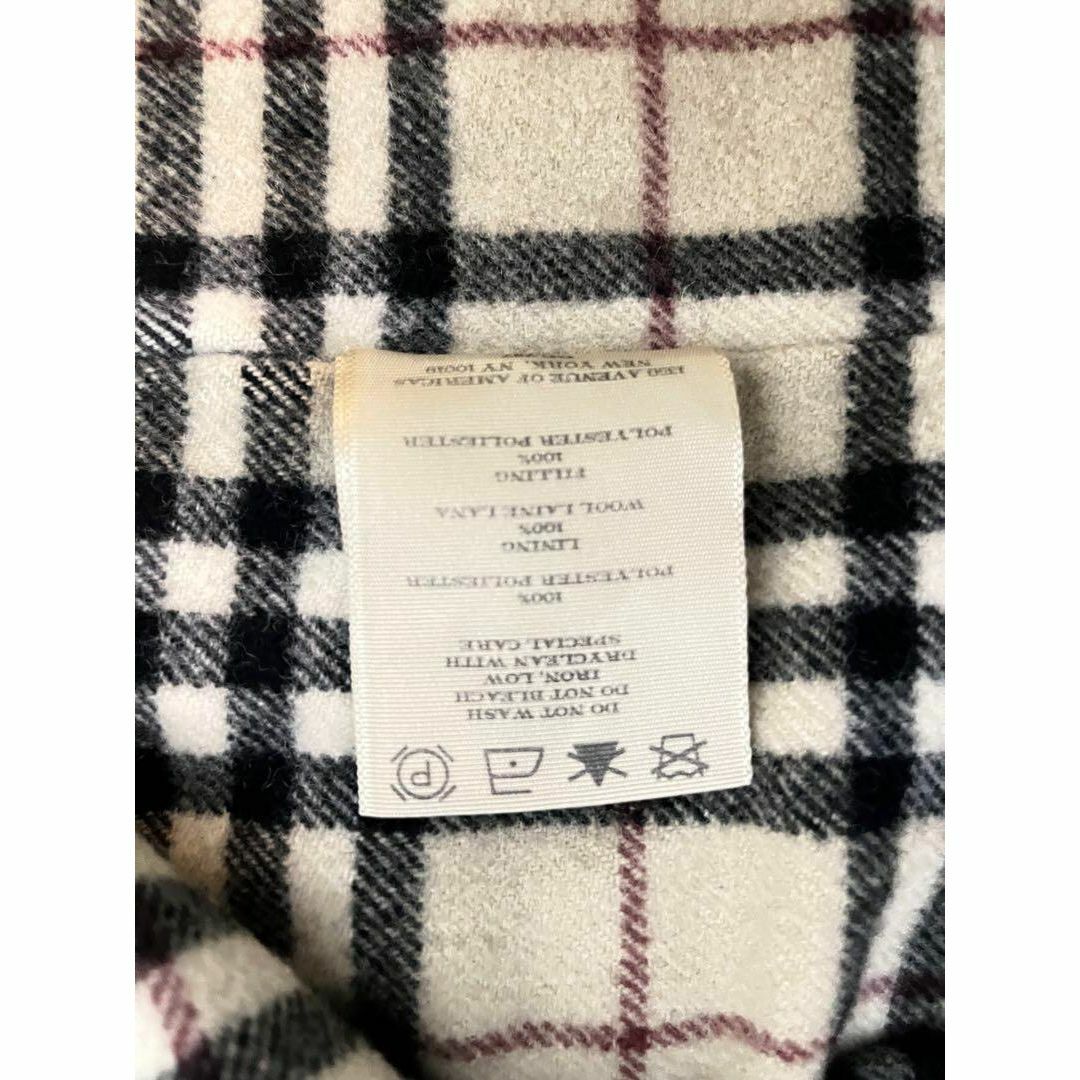 P
DO NOT WASH
DO NOT BLEACH
IRON, LOW
DRYCLEAN WITH
SPECIAL CARE
100%
POLYESTER POLIESTER
LINING
100%
WOOL LAINE LANA
FILLING
100%
POLYESTER POLIESTER
1350 AVENUE OF AMERICAS
NEW YORK, NY 10019